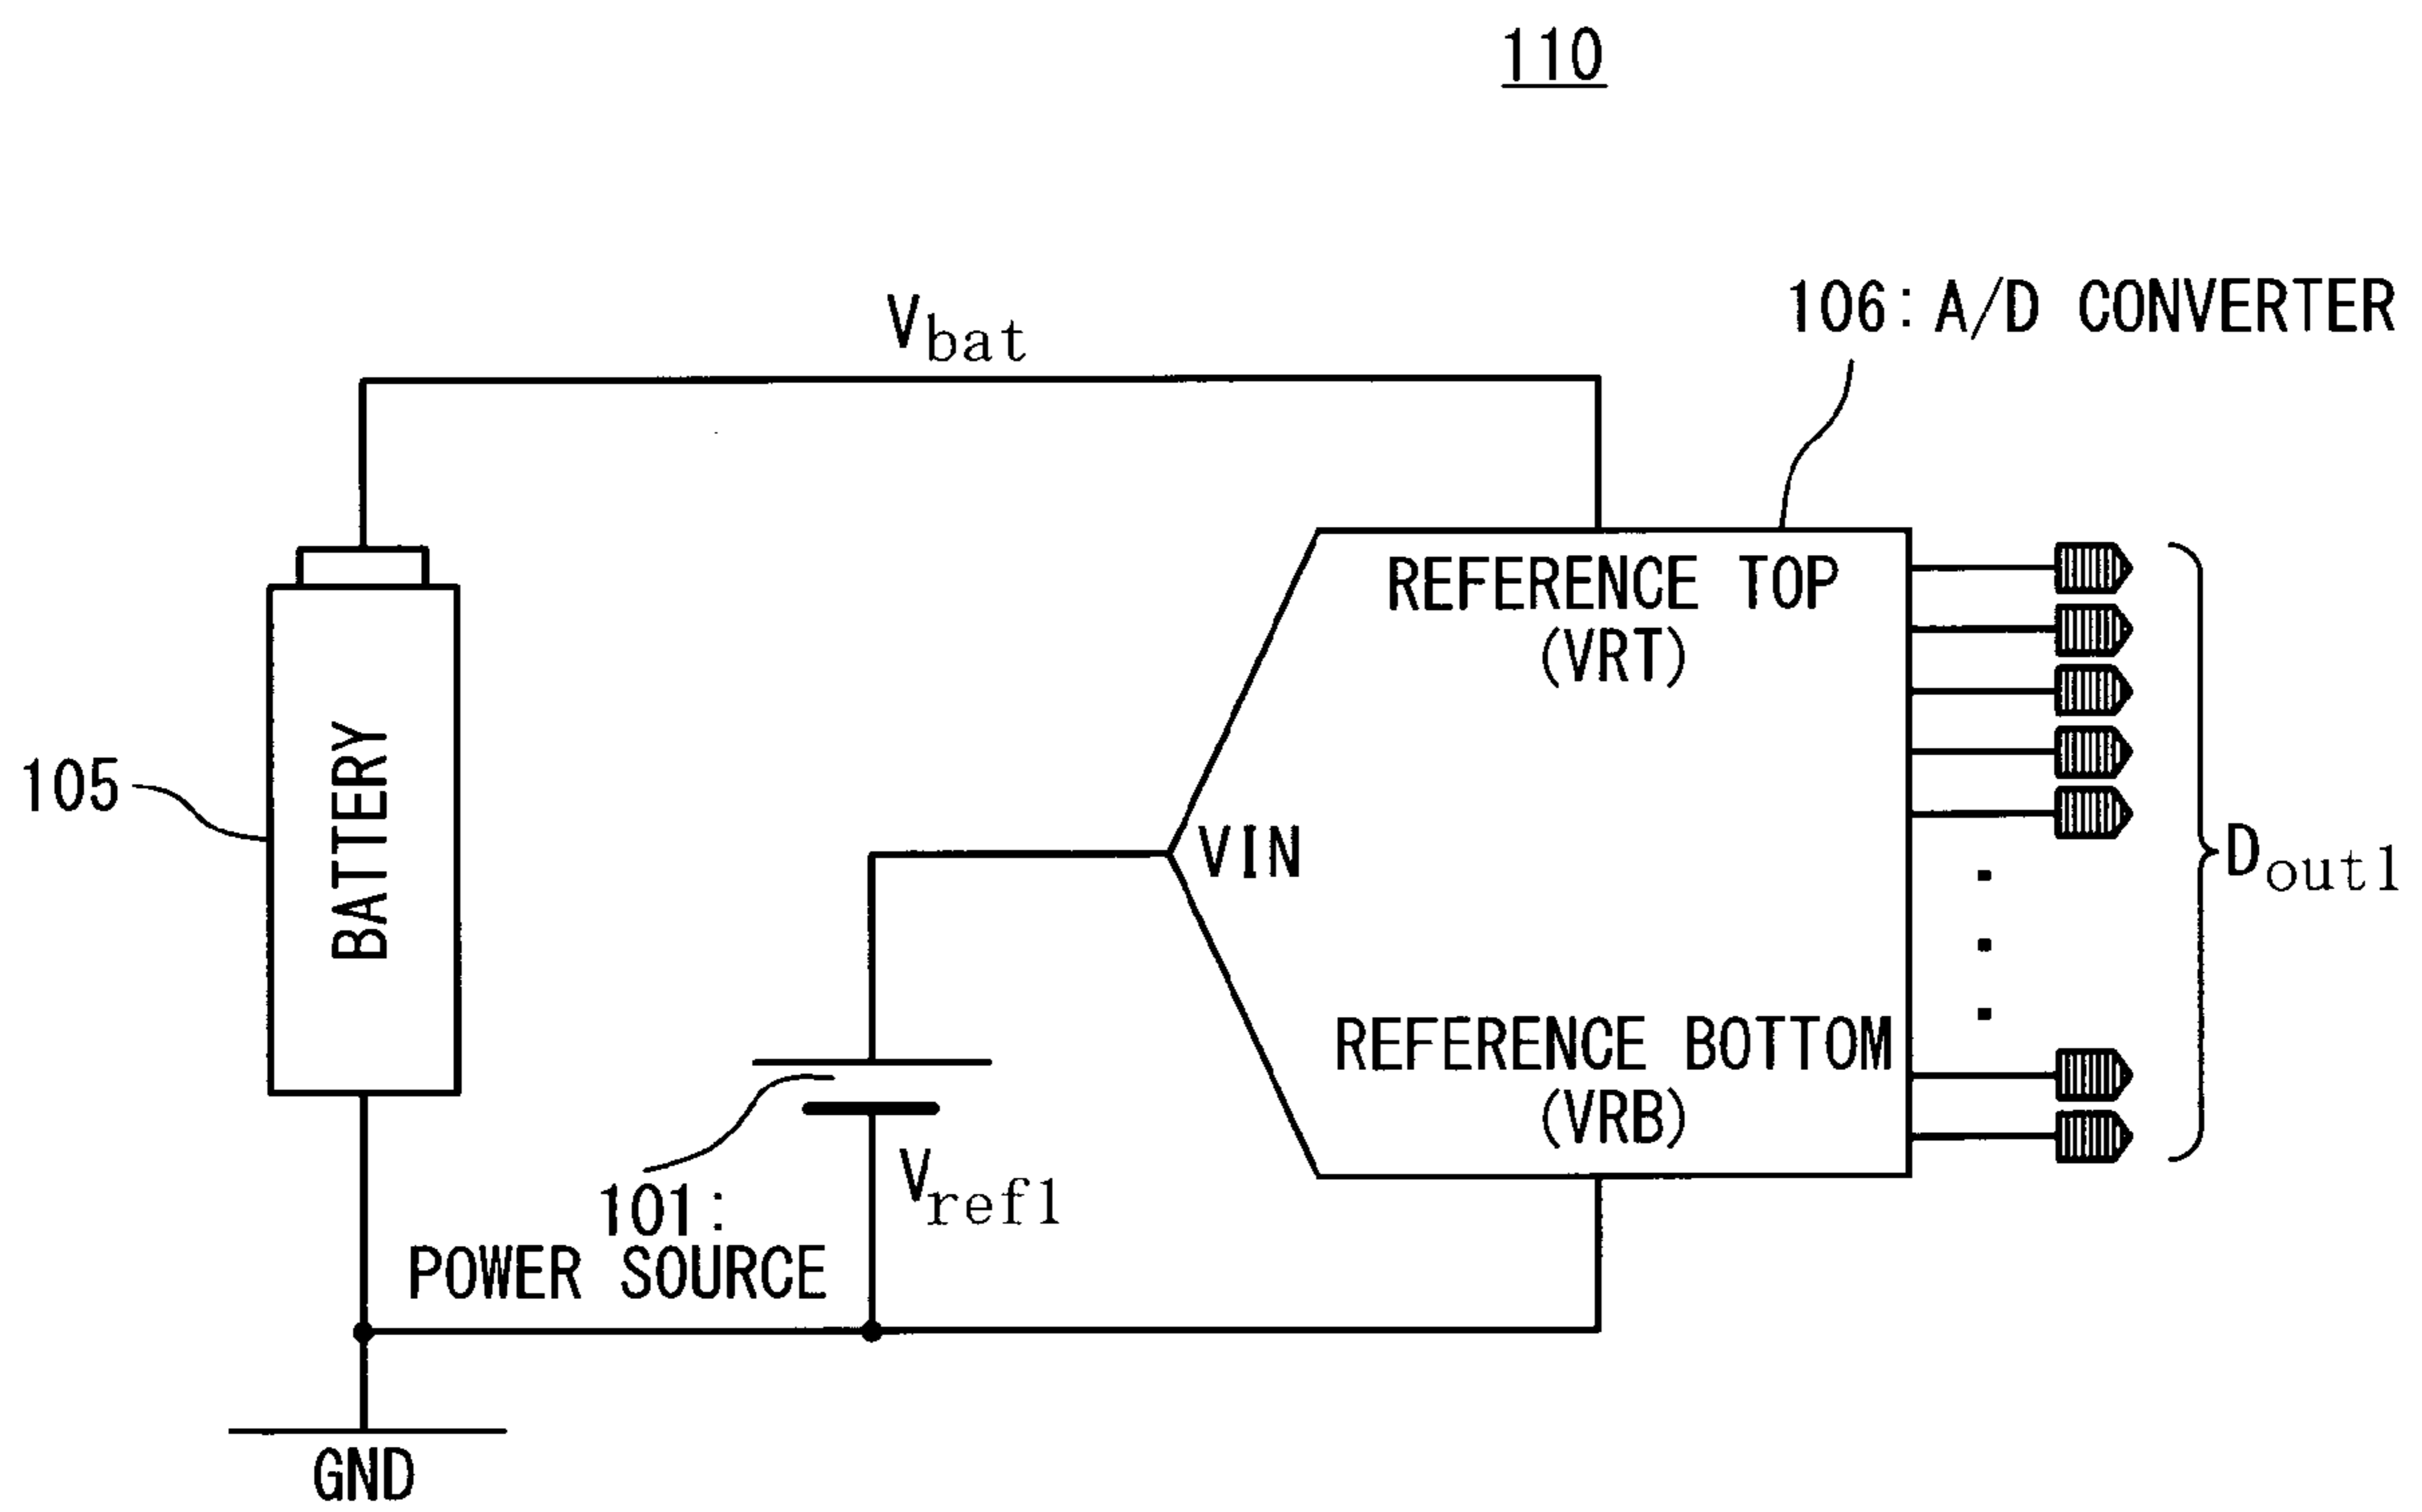 110
106: A/D CONVERTER
Vbat
REFERENCE TOP
(VRT)
105
BATTERY
VIN
Dout1
REFERENCE BOTTOM
(VRB)
101:
POWER SOURCE
Vref1
GND